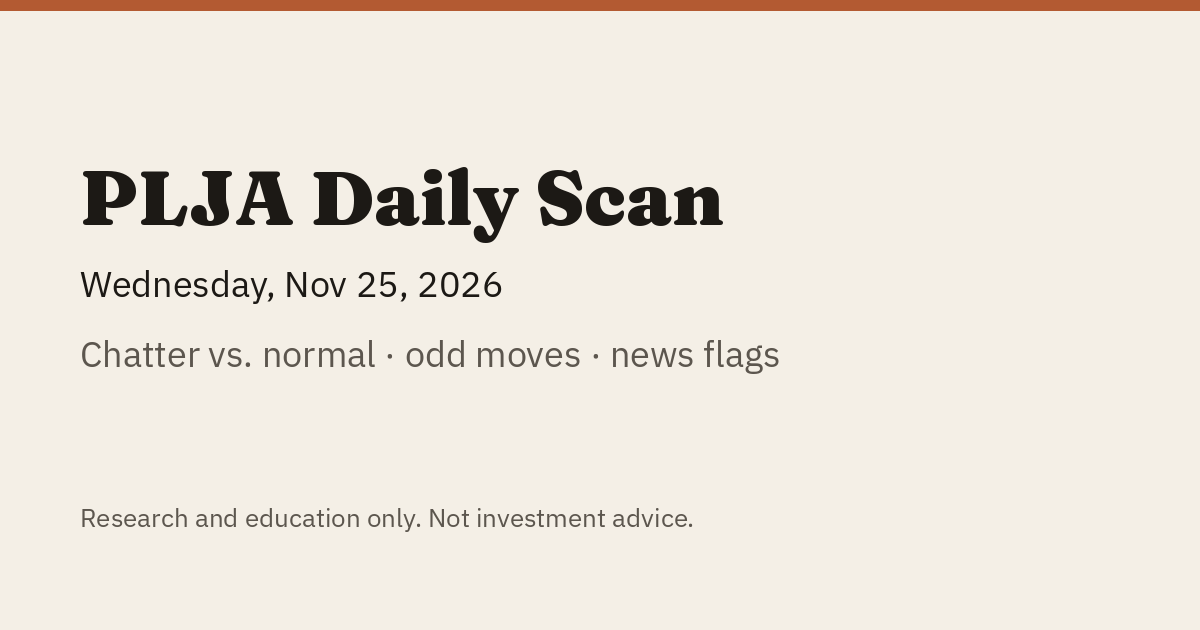 PLJA Daily Scan
Wednesday, Nov 25, 2026
Chatter vs. normal · odd moves · news flags
Research and education only. Not investment advice.